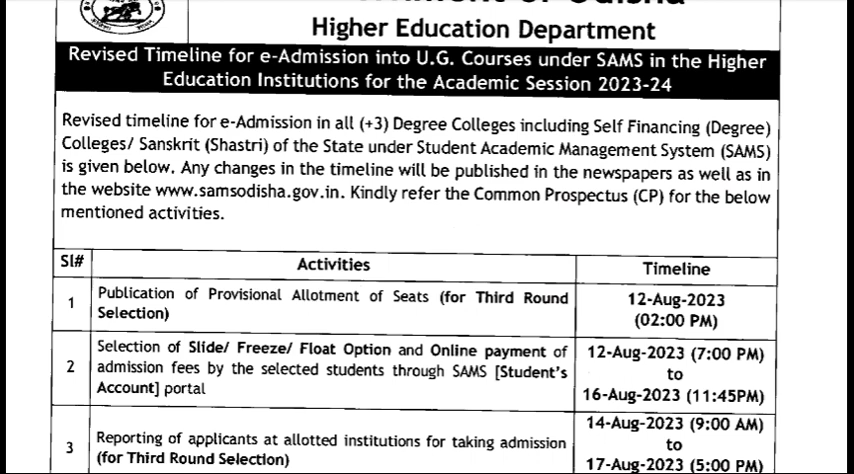 Higher Education Department
Revised Timeline for e-Admission into U.G. Courses under SAMS in the Higher
Education Institutions for the Academic Session 2023-24
Revised timeline for e-Admission in all (+3) Degree Colleges including Self Financing (Degree)
Colleges/ Sanskrit (Shastri) of the State under Student Academic Management System (SAMS)
is given below. Any changes in the timeline will be published in the newspapers as well as in
the website www.samsodisha.gov.in. Kindly refer the Common Prospectus (CP) for the below
mentioned activities.
Sl# Activities Timeline
1 Publication of Provisional Allotment of Seats (for Third Round
Selection)
12-Aug-2023
(02:00 PM)
2 Selection of Slide/ Freeze/ Float Option and Online payment of
admission fees by the selected students through SAMS [Student's
Account] portal
12-Aug-2023 (7:00 PM)
to
16-Aug-2023 (11:45PM)
3 Reporting of applicants at allotted institutions for taking admission
(for Third Round Selection)
14-Aug-2023 (9:00 AM)
to
17-Aug-2023 (5:00 PM)